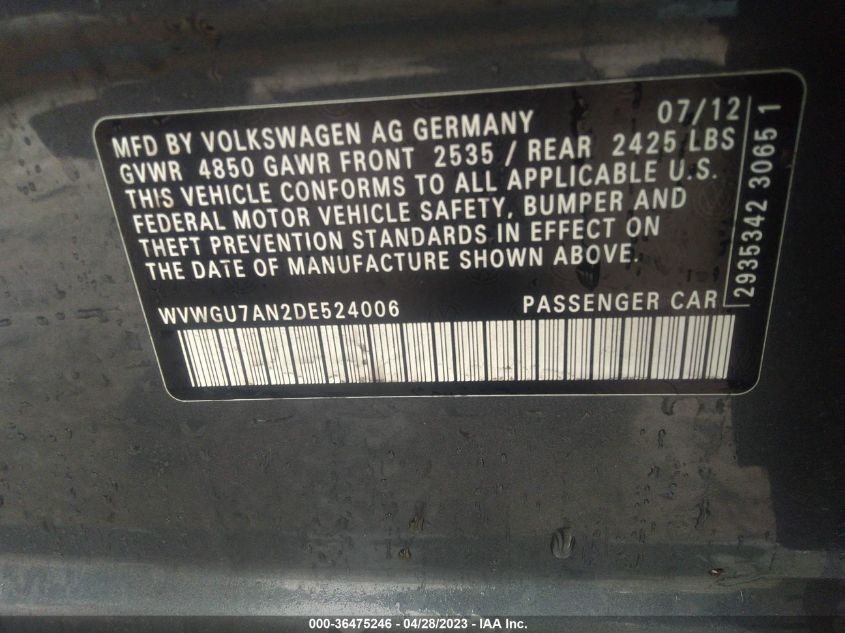 MFD BY VOLKSWAGEN AG GERMANY 07/12
GVWR 4850 GAWR FRONT 2535 / REAR 2425 LBS
THIS VEHICLE CONFORMS TO ALL APPLICABLE U.S.
FEDERAL MOTOR VEHICLE SAFETY, BUMPER AND
THEFT PREVENTION STANDARDS IN EFFECT ON
THE DATE OF MANUFACTURE SHOWN ABOVE.
WVWGU7AN2DE524006 PASSENGER CAR
2935342 3065 1
000-36475246 - 04/28/2023 - IAA Inc.